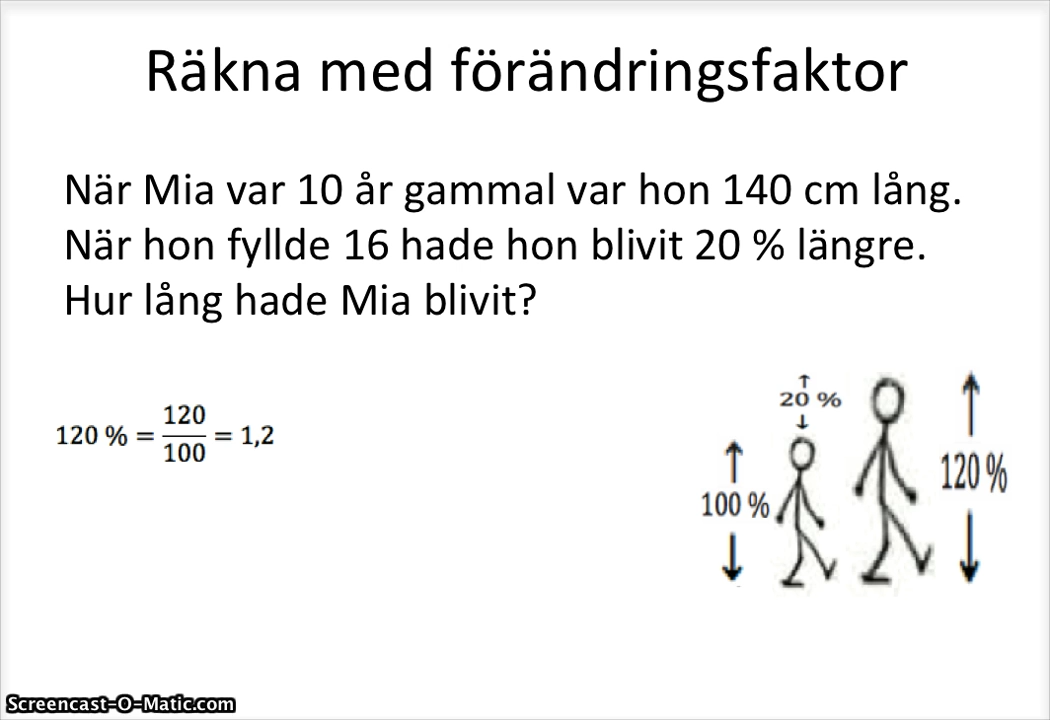 Räkna med förändringsfaktor
När Mia var 10 år gammal var hon 140 cm lång.
När hon fyllde 16 hade hon blivit 20 % längre.
Hur lång hade Mia blivit?
120 % = 120/100 = 1,2
↑
20 %
↓
↑
100 %
↓
↑
120 %
↓
Screencast-O-Matic.com